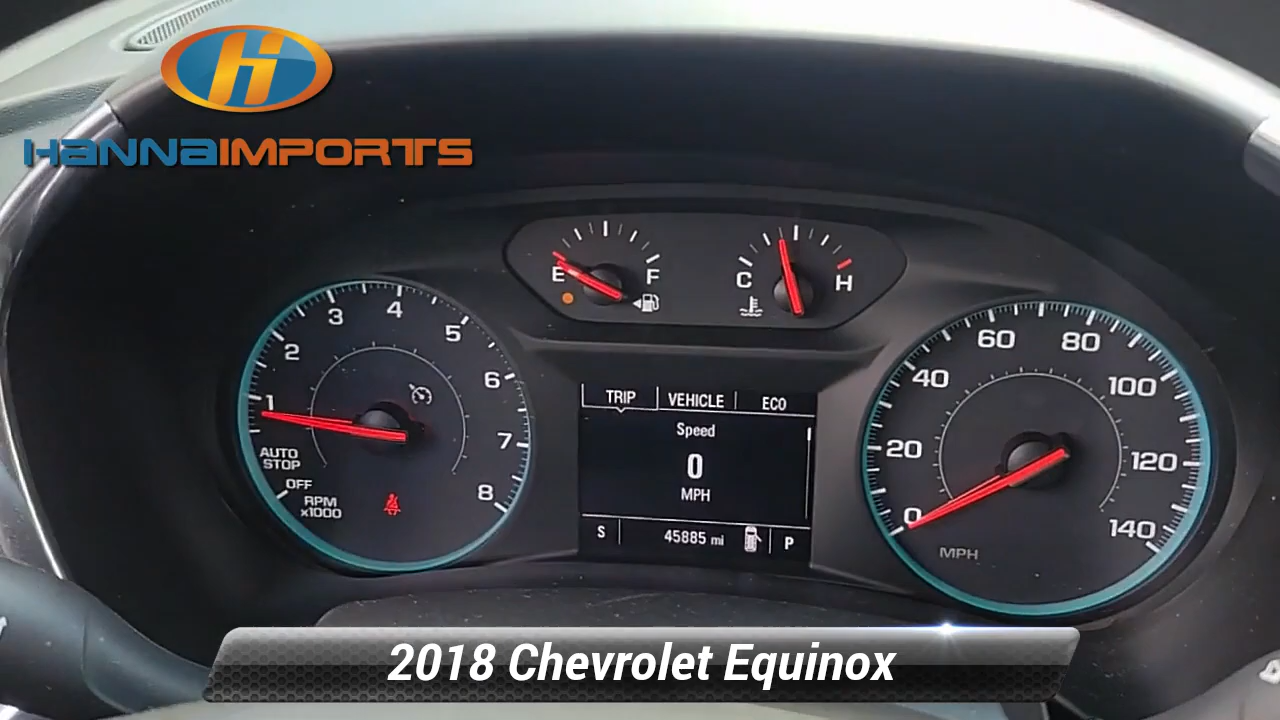 H
HANNAIMPORTS
E F
C H
1 2 3 4 5 6 7 8
AUTO
STOP
OFF
RPM
x1000
TRIP VEHICLE ECO
Speed
0
MPH
S 45885 mi P
0 20 40 60 80 100 120 140
MPH
2018 Chevrolet Equinox